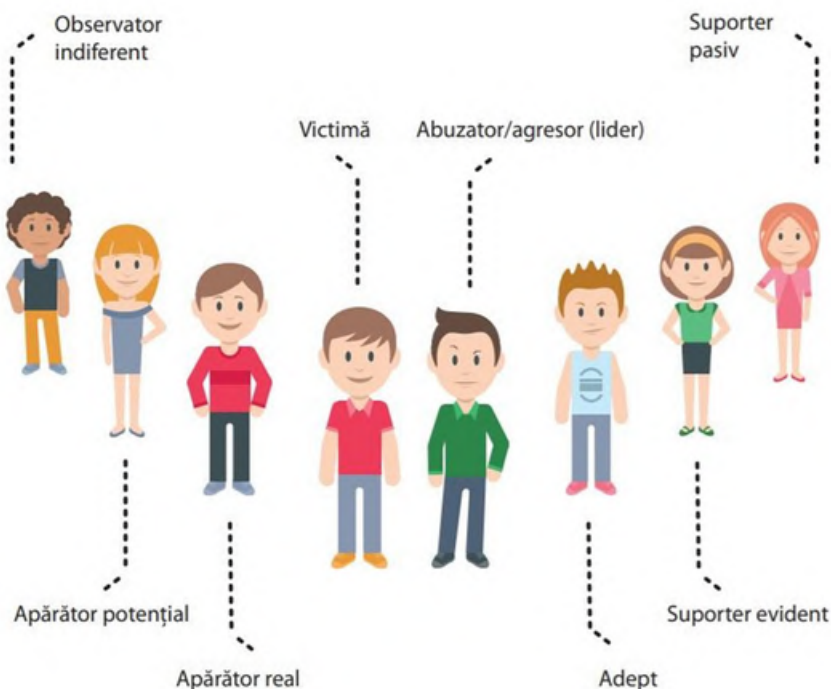 Observator
indiferent
Suporter
pasiv
Victimă
Abuzator/agresor (lider)
Apărător potențial
Suporter evident
Apărător real
Adept